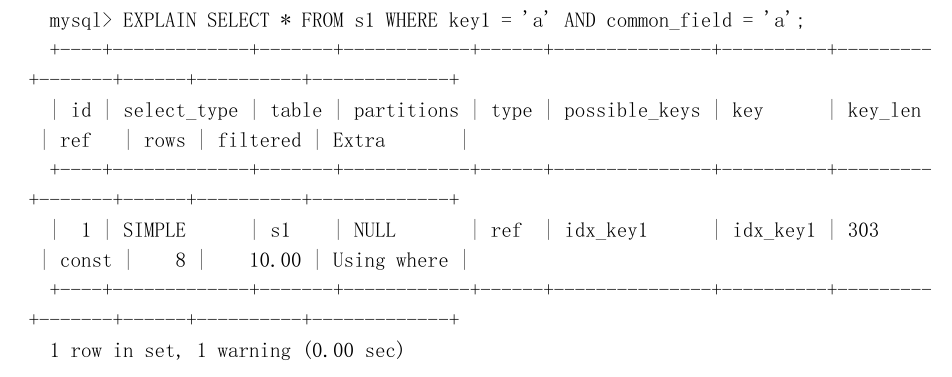 mysql> EXPLAIN SELECT * FROM s1 WHERE key1 = 'a' AND common_field = 'a';
+----+-------------+-------+------------+------+---------------+----------+---------
+-------+------+----------+-------------+
| id | select_type | table | partitions | type | possible_keys | key | key_len
| ref | rows | filtered | Extra |
+----+-------------+-------+------------+------+---------------+----------+---------
+-------+------+----------+-------------+
| 1 | SIMPLE | s1 | NULL | ref | idx_key1 | idx_key1 | 303
| const | 8 | 10.00 | Using where |
+----+-------------+-------+------------+------+---------------+----------+---------
+-------+------+----------+-------------+
1 row in set, 1 warning (0.00 sec)